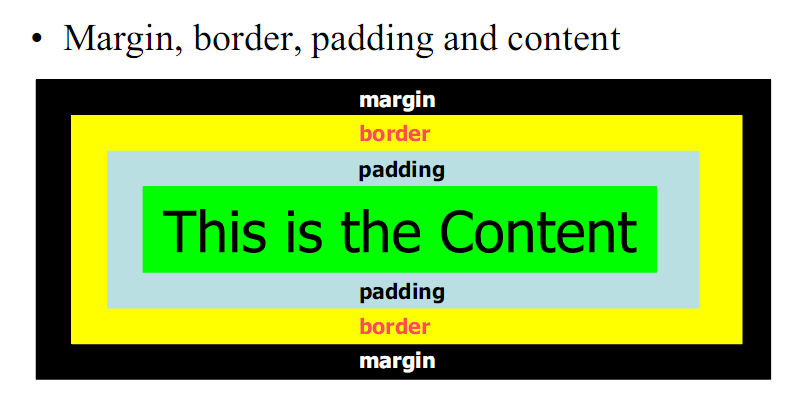 • Margin, border, padding and content
margin
border
padding
This is the Content
padding
border
margin